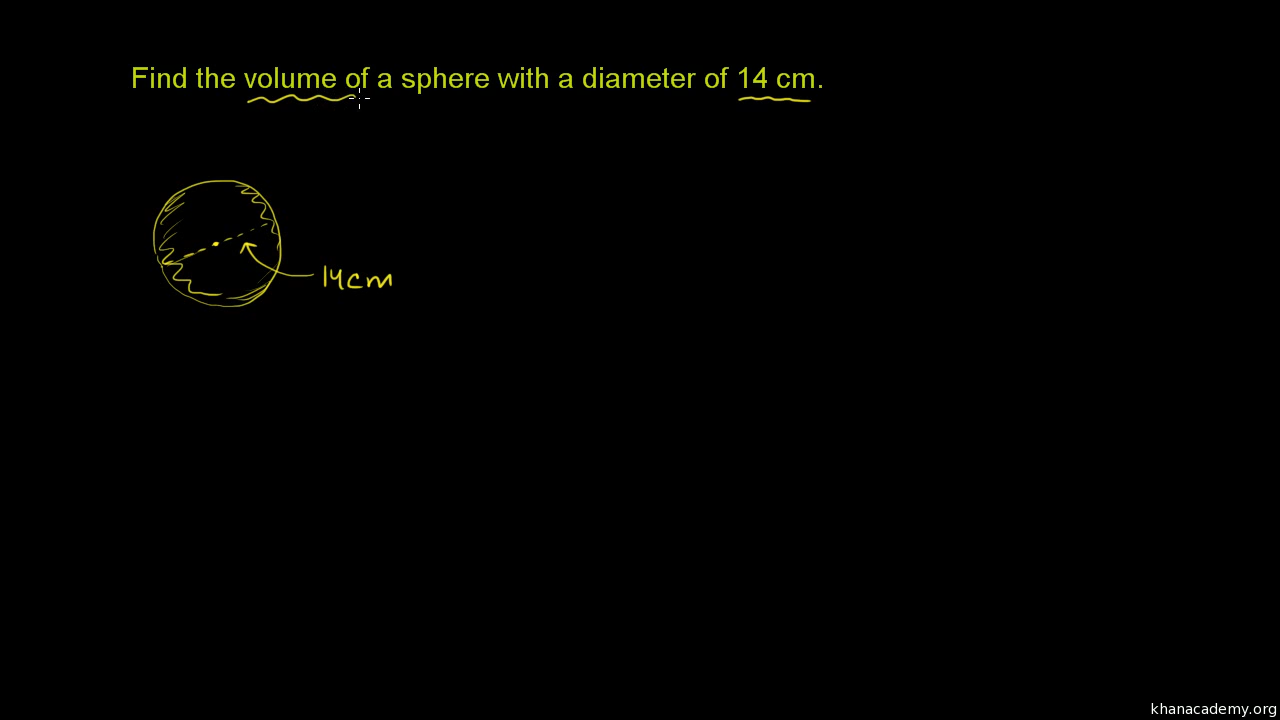 Find the volume of a sphere with a diameter of 14 cm.
14cm
khanacademy.org